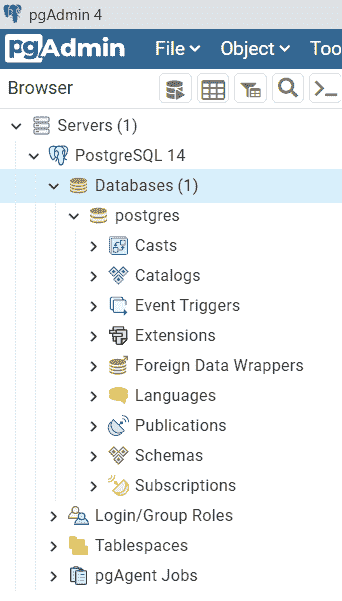 pgAdmin 4
pgAdmin File Object Too
Browser
Servers (1)
PostgreSQL 14
Databases (1)
postgres
Casts
Catalogs
Event Triggers
Extensions
Foreign Data Wrappers
Languages
Publications
Schemas
Subscriptions
Login/Group Roles
Tablespaces
pgAgent Jobs